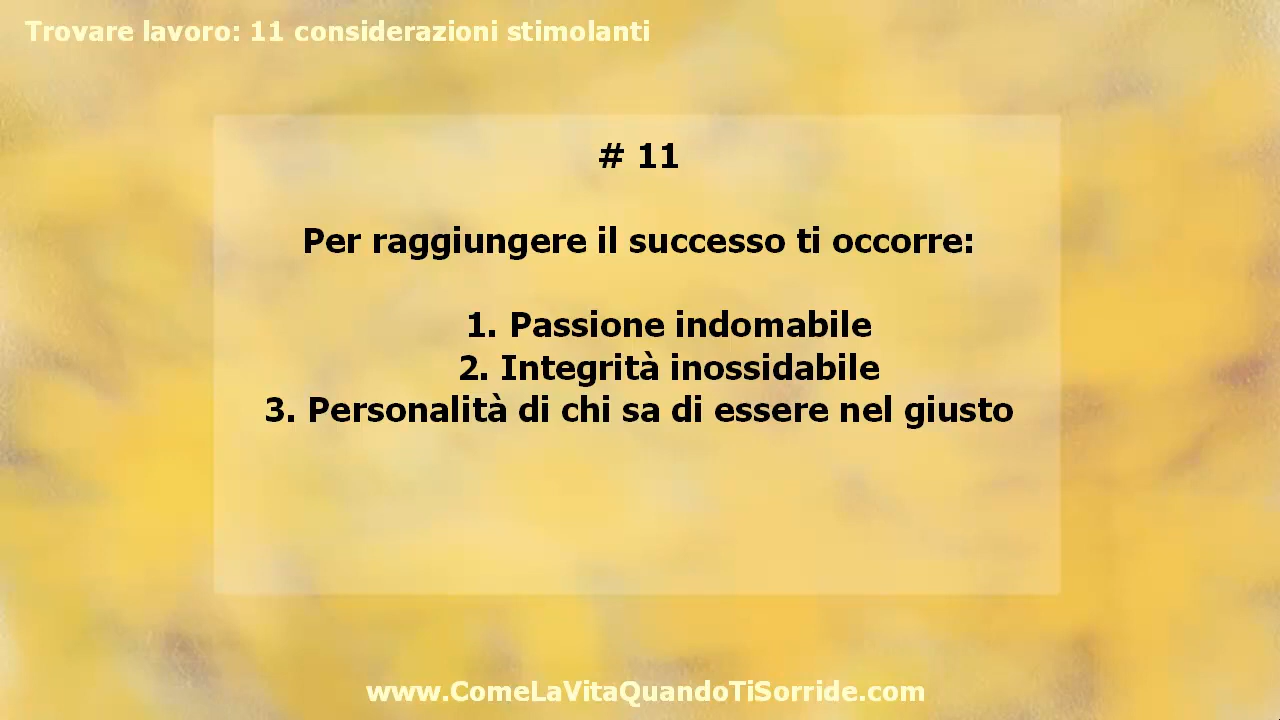 Trovare lavoro: 11 considerazioni stimolanti
# 11
Per raggiungere il successo ti occorre:
1. Passione indomabile
2. Integrità inossidabile
3. Personalità di chi sa di essere nel giusto
www.ComeLaVitaQuandoTiSorride.com